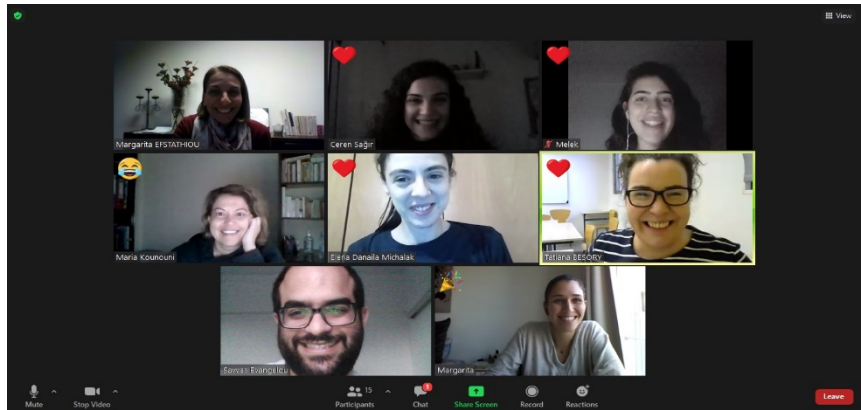 View
Margarita EFSTATHIOU
Ceren Sağır
Melek
Maria Kounouni
Elena Danaila Michalak
Tatiana BESORY
Savvas Evangelou
Margarita
Mute
Stop Video
15
Participants
1
Chat
Share Screen
Record
Reactions
Leave